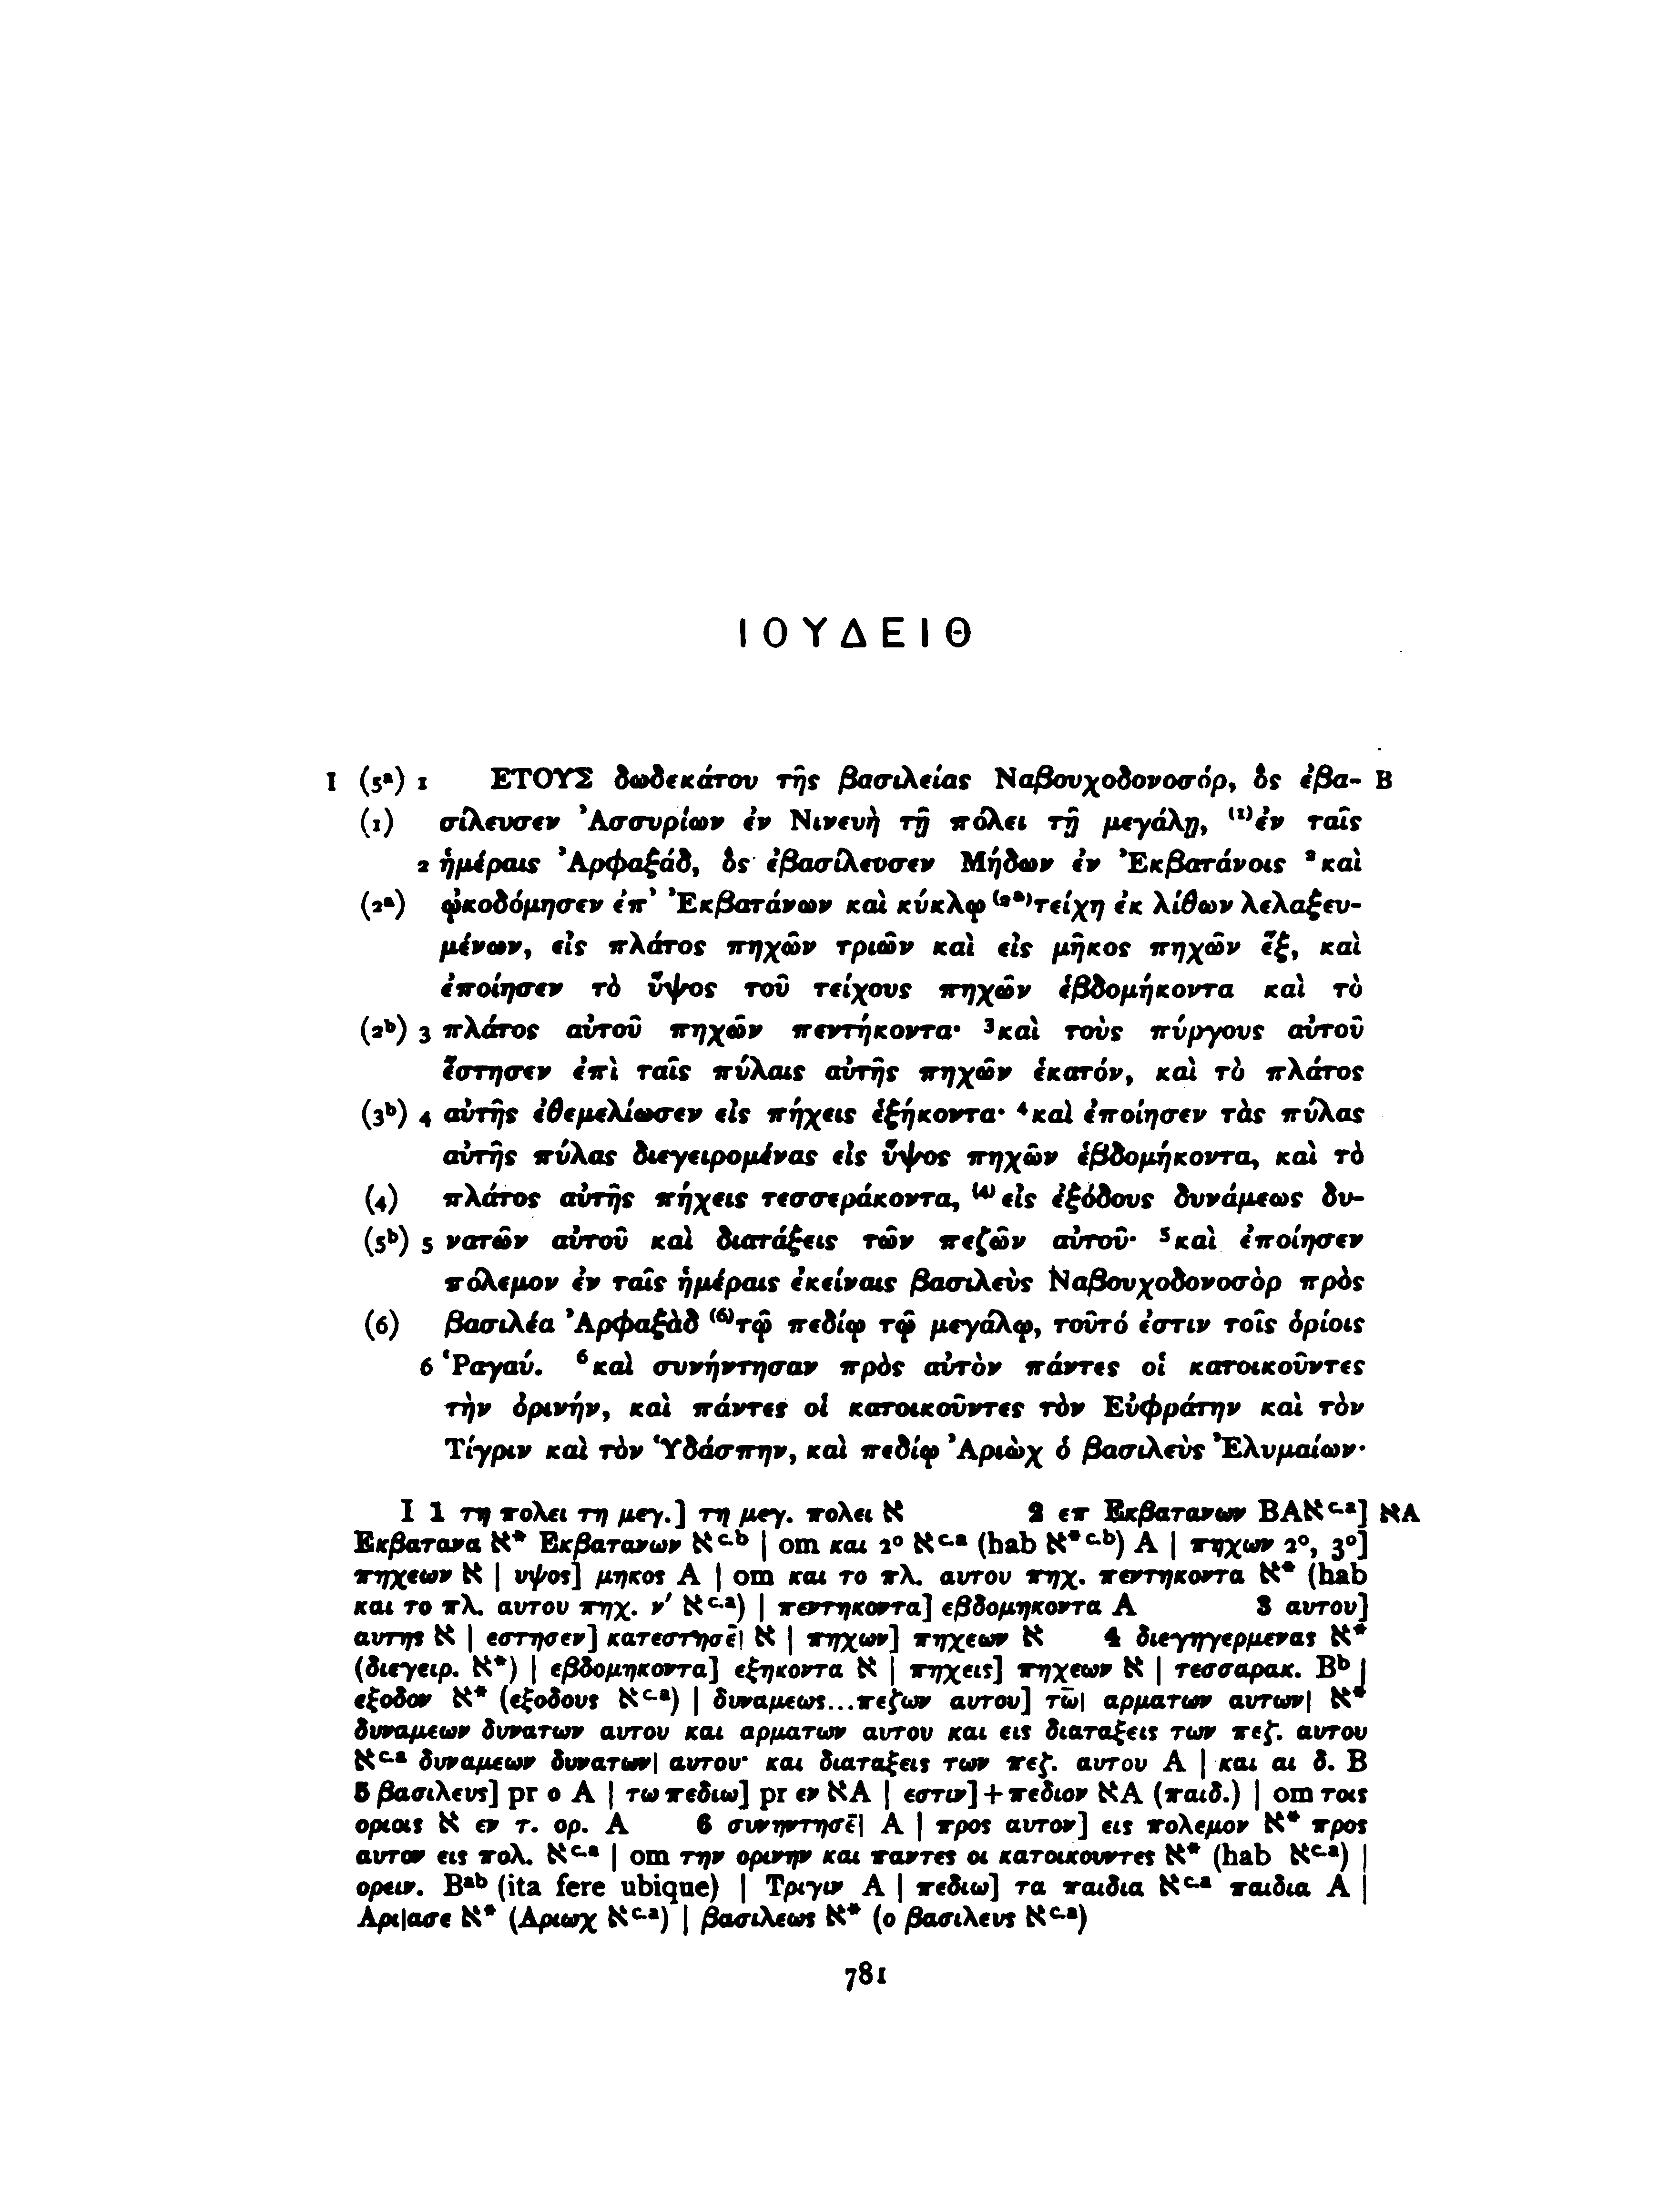 ΙΟΥΔΕΙΘ
I (5ᵃ) 1 ΕΤΟΥΣ δωδεκάτου τῆς βασιλείας Ναβουχοδονοσόρ, ὃς ἐβα- B
(1) σίλευσεν Ἀσσυρίων ἐν Νινευὴ τῇ πόλει τῇ μεγάλῃ, ⁽¹⁾ἐν ταῖς
2 ἡμέραις Ἀρφαξάδ, ὃς ἐβασίλευσεν Μήδων ἐν Ἐκβατάνοις ²καὶ
(2ᵃ) ᾠκοδόμησεν ἐπ’ Ἐκβατάνων καὶ κύκλῳ ⁽²ᵃ⁾τείχη ἐκ λίθων λελαξευ-
μένων, εἰς πλάτος πηχῶν τριῶν καὶ εἰς μῆκος πηχῶν ἕξ, καὶ
ἐποίησεν τὸ ὕψος τοῦ τείχους πηχῶν ἑβδομήκοντα καὶ τὸ
(2ᵇ) 3 πλάτος αὐτοῦ πηχῶν πεντήκοντα· ³καὶ τοὺς πύργους αὐτοῦ
ἔστησεν ἐπὶ ταῖς πύλαις αὐτῆς πηχῶν ἑκατόν, καὶ τὸ πλάτος
(3ᵇ) 4 αὐτῆς ἐθεμελίωσεν εἰς πήχεις ἑξήκοντα· ⁴καὶ ἐποίησεν τὰς πύλας
αὐτῆς πύλας διεγειρομένας εἰς ὕψος πηχῶν ἑβδομήκοντα, καὶ τὸ
(4) πλάτος αὐτῆς πήχεις τεσσεράκοντα, ⁽⁴⁾εἰς ἐξόδους δυνάμεως δυ-
(5ᵇ) 5 νατῶν αὐτοῦ καὶ διατάξεις τῶν πεζῶν αὐτοῦ· ⁵καὶ ἐποίησεν
πόλεμον ἐν ταῖς ἡμέραις ἐκείναις βασιλεὺς Ναβουχοδονοσὸρ πρὸς
(6) βασιλέα Ἀρφαξὰδ ⁽⁶⁾τῷ πεδίῳ τῷ μεγάλῳ, τοῦτό ἐστιν τοῖς ὁρίοις
6 Ῥαγαύ. ⁶καὶ συνήντησαν πρὸς αὐτὸν πάντες οἱ κατοικοῦντες
τὴν ὀρινήν, καὶ πάντες οἱ κατοικοῦντες τὸν Εὐφράτην καὶ τὸν
Τίγριν καὶ τὸν Ὑδάσπην, καὶ πεδίῳ Ἀριὼχ ὁ βασιλεὺς Ἐλυμαίων·
I 1 τη πολει τη μεγ.] τη μεγ. πολει א 2 επ Εκβατανων BAאᶜ·ᵃ] אA
Εκβατανα א* Εκβατανων אᶜ·ᵇ | om και 2° אᶜ·ᵃ (hab א*ᶜ·ᵇ) A | πηχων 2°, 3°]
πηχεων א | υψος] μηκος A | om και το πλ. αυτου πηχ. πεντηκοντα א* (hab
και το πλ. αυτου πηχ. ν′ אᶜ·ᵃ) | πεντηκοντα] εβδομηκοντα A 3 αυτου]
αυτης א | εστησεν] κατεστησε̄| א | πηχων] πηχεων א 4 διεγηγερμενας א*
(διεγειρ. א*) | εβδομηκοντα] εξηκοντα א | πηχεις] πηχεων א | τεσσαρακ. Bᵇ |
εξοδον א* (εξοδους אᶜ·ᵃ) | δυναμεως...πεζων αυτου] τω̄| αρματων αυτων| א*
δυναμεων δυνατων αυτου και αρματων αυτου και εις διαταξεις των πεζ. αυτου
אᶜ·ᵃ δυναμεων δυνατων| αυτου· και διαταξεις των πεζ. αυτου A | και αι δ. B
5 βασιλευς] pr ο A | τω πεδιω] pr εν אA | εστιν]+πεδιον אA (παιδ.) | om τοις
οριοις א εν τ. ορ. A 6 συνηντησε̄| A | προς αυτον] εις πολεμον א* προς
αυτον εις πολ. אᶜ·ᵃ | om την ορινην και παντες οι κατοικουντες א* (hab אᶜ·ᵃ) |
ορειν. Bᵃᵇ (ita fere ubique) | Τριγιν A | πεδιω] τα παιδια אᶜ·ᵃ παιδια A |
Αρι|ασε א* (Αριωχ אᶜ·ᵃ) | βασιλεως א* (ο βασιλευς אᶜ·ᵃ)
781